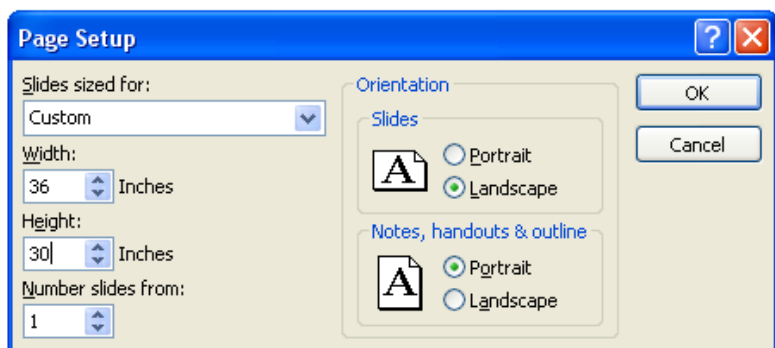 Page Setup
Slides sized for:
Custom
Width:
36 Inches
Height:
30 Inches
Number slides from:
1
Orientation
Slides
A
Portrait
Landscape
Notes, handouts & outline
A
Portrait
Landscape
OK
Cancel